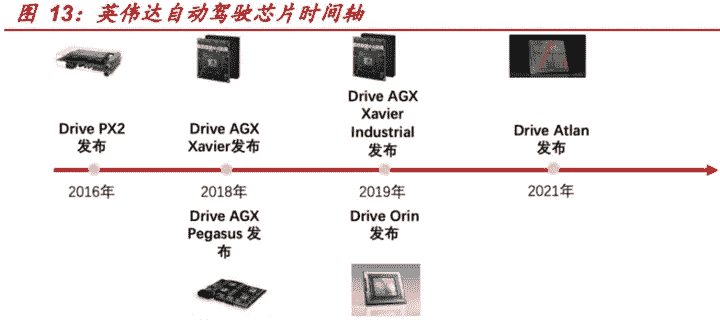 图 13：英伟达自动驾驶芯片时间轴
Drive PX2
发布
Drive AGX
Xavier发布
Drive AGX
Xavier
Industrial
发布
Drive Atlan
发布
2016年
2018年
2019年
2021年
Drive AGX
Pegasus 发
布
Drive Orin
发布